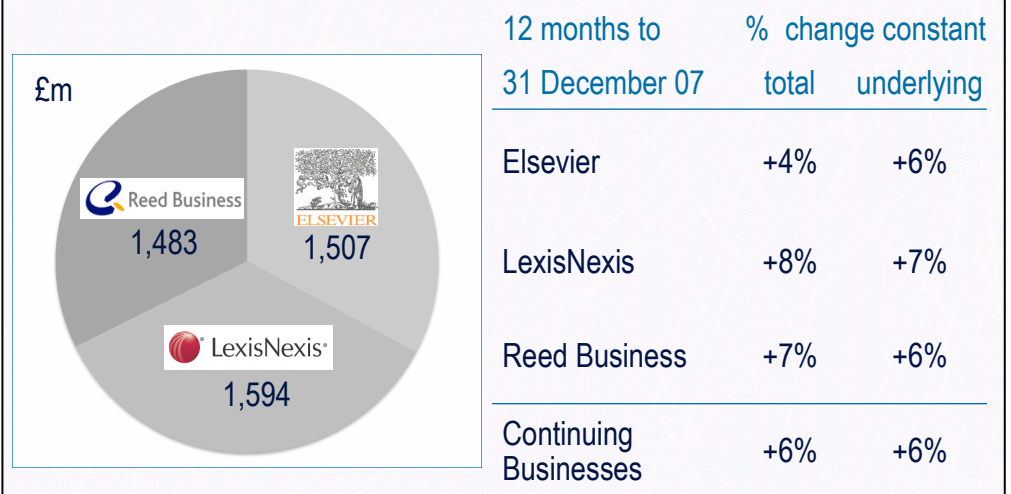 £m
Reed Business
1,483
ELSEVIER
1,507
LexisNexis
1,594
12 months to % change constant
31 December 07 total underlying
Elsevier +4% +6%
LexisNexis +8% +7%
Reed Business +7% +6%
Continuing
Businesses +6% +6%